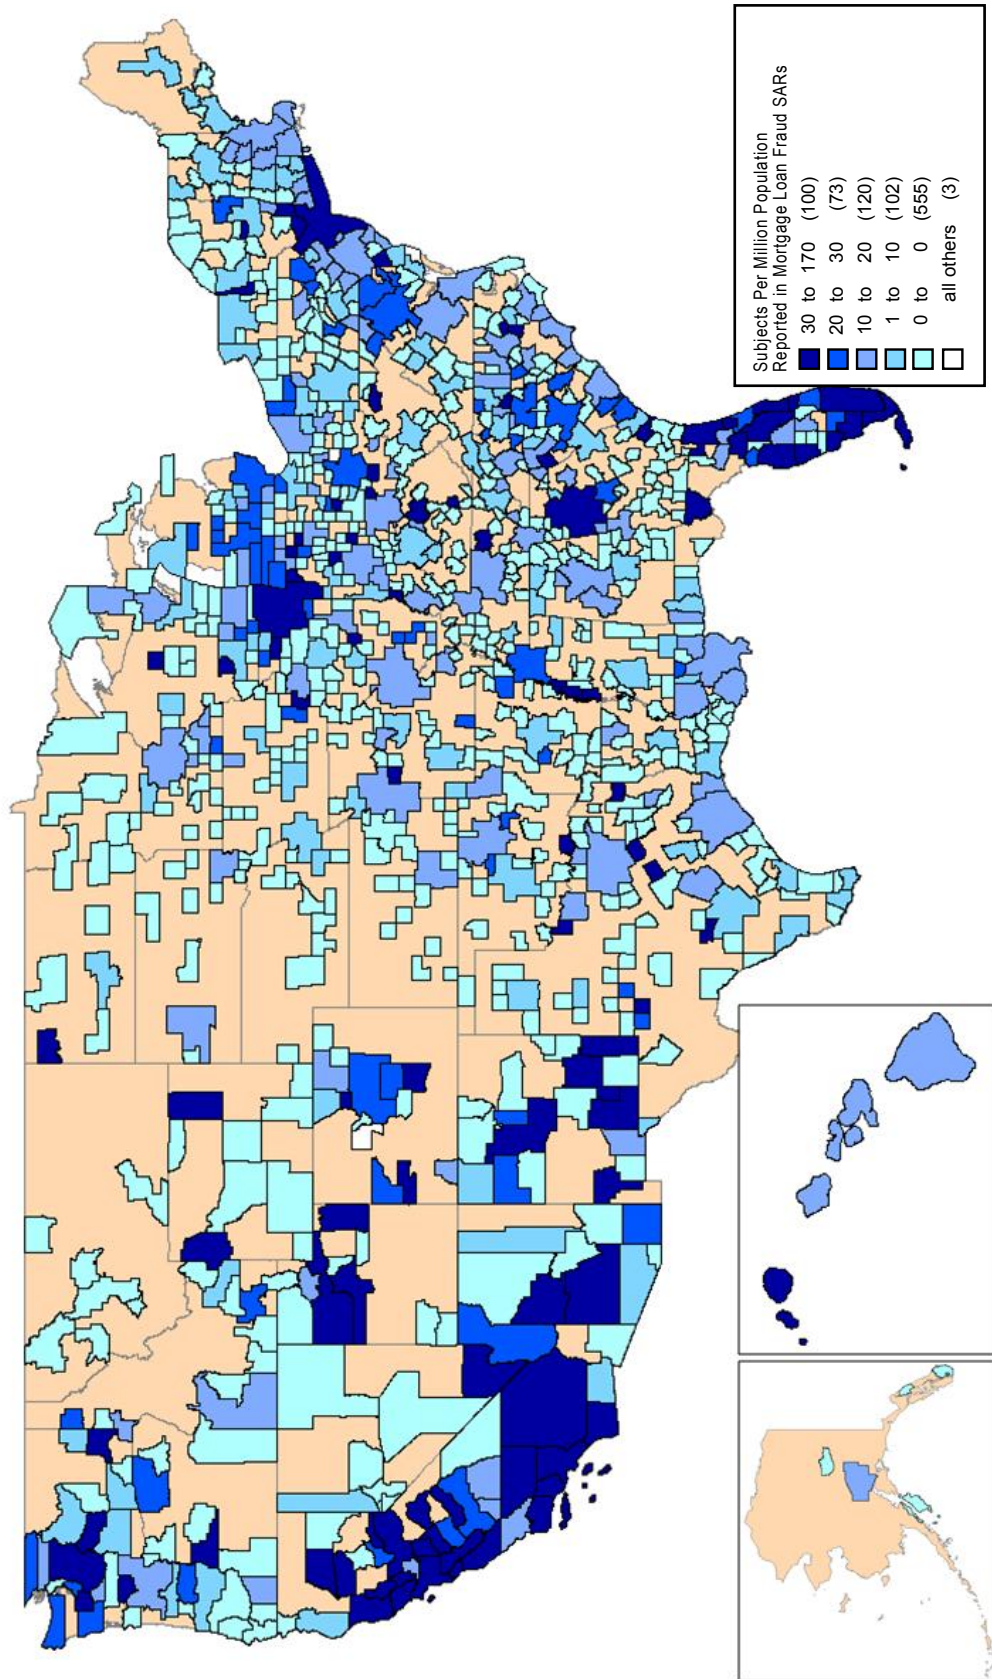 Subjects Per Million Population
Reported in Mortgage Loan Fraud SARs
30 to 170 (100)
20 to 30 (73)
10 to 20 (120)
1 to 10 (102)
0 to 0 (555)
all others (3)